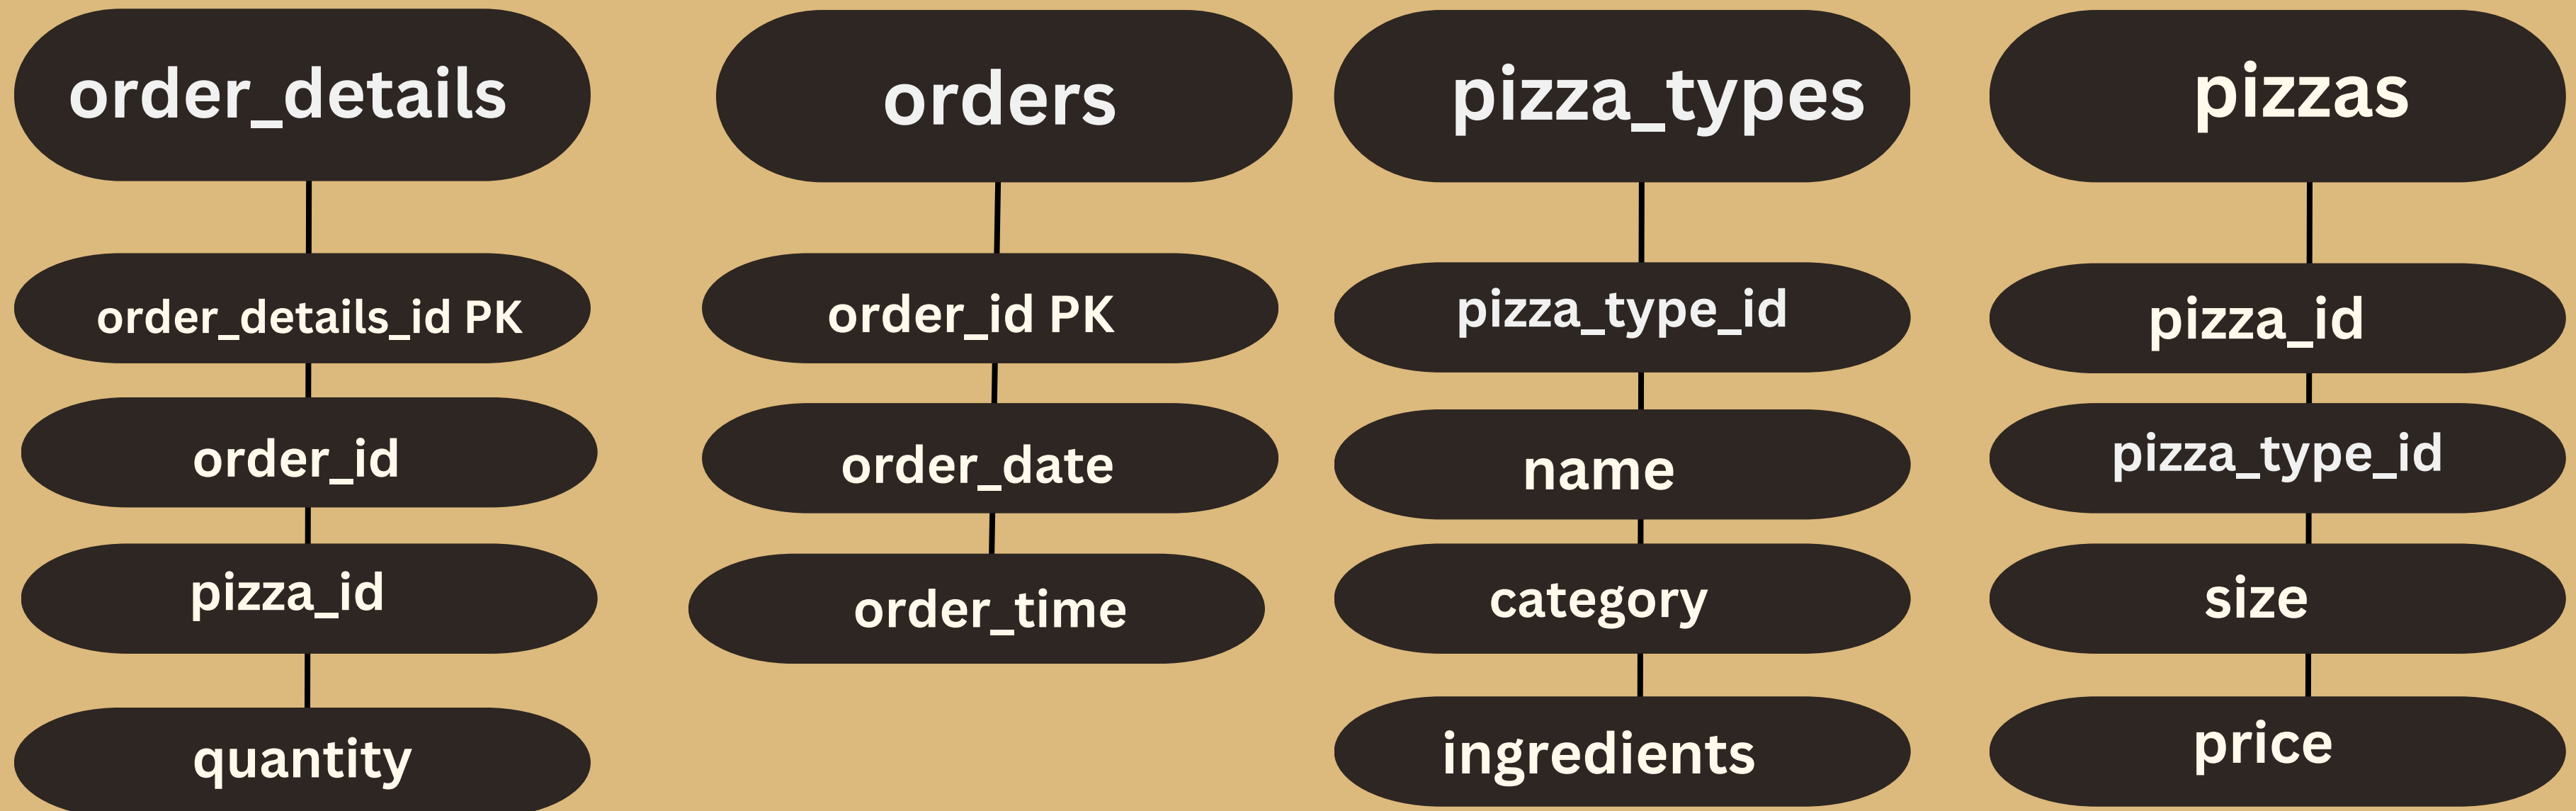 order_details
order_details_id PK
order_id
pizza_id
quantity
orders
order_id PK
order_date
order_time
pizza_types
pizza_type_id
name
category
ingredients
pizzas
pizza_id
pizza_type_id
size
price